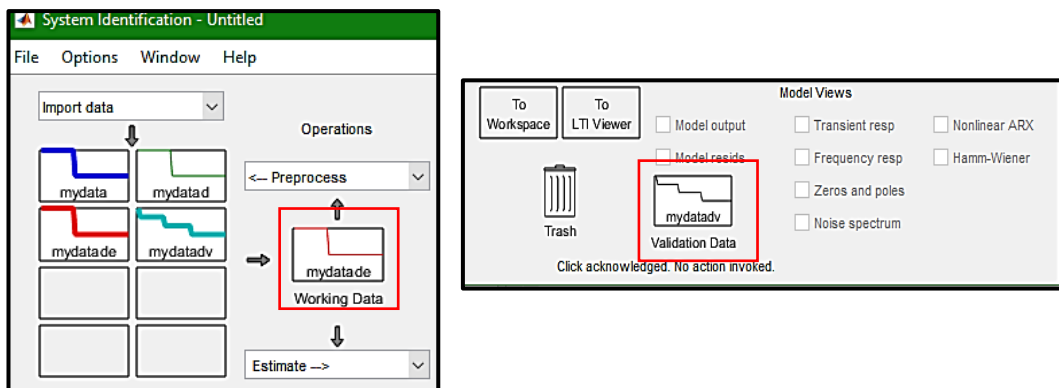 System Identification - Untitled
File Options Window Help
Import data
Operations
mydata
mydatad
<-- Preprocess
mydatade
mydatadv
mydatade
Working Data
Estimate -->
Model Views
To Workspace
To LTI Viewer
Model output
Transient resp
Nonlinear ARX
Model resids
Frequency resp
Hamm-Wiener
Zeros and poles
mydatadv
Noise spectrum
Trash
Validation Data
Click acknowledged. No action invoked.